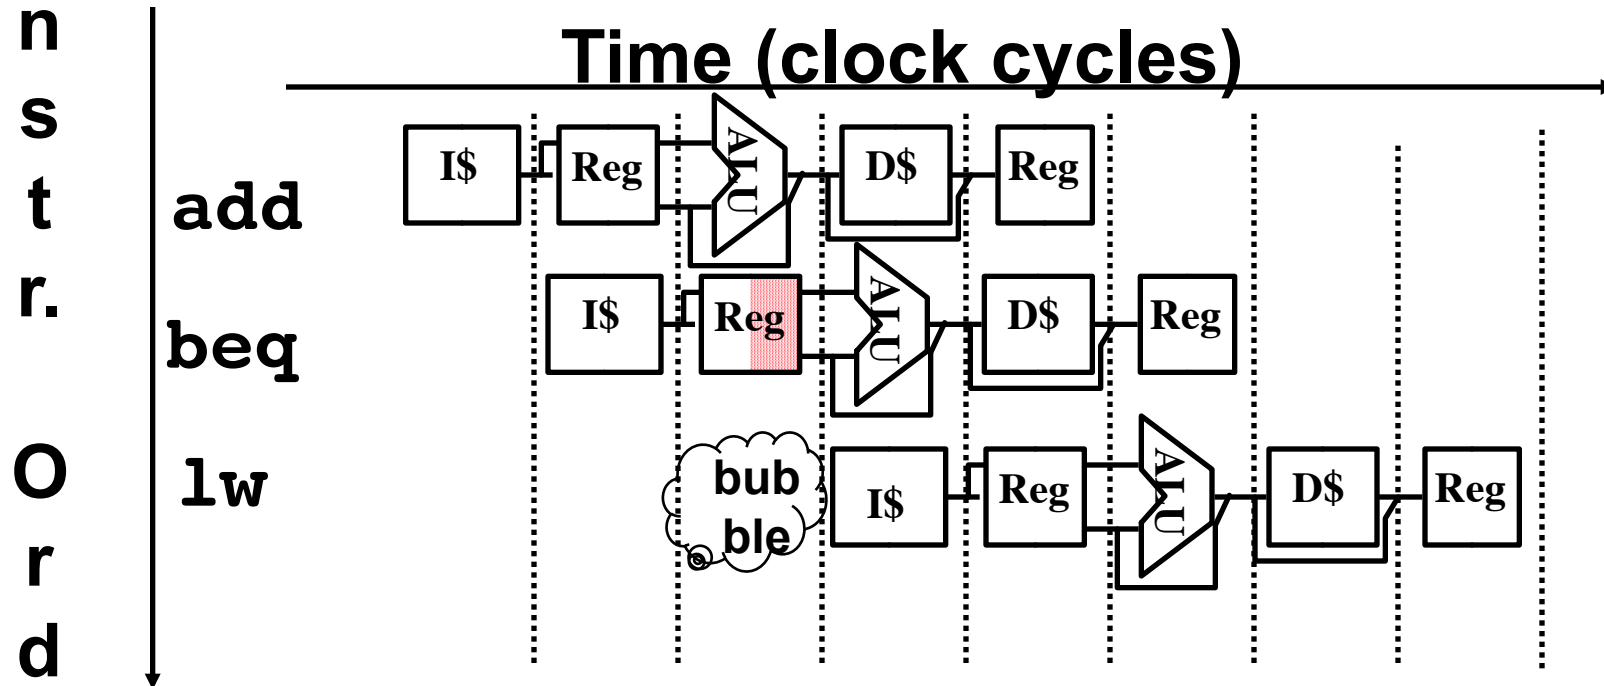 Time (clock cycles)
n
s
t
r.
O
r
d
add
I$ Reg ALU D$ Reg
beq
I$ Reg ALU D$ Reg
lw
bub
ble
I$ Reg ALU D$ Reg